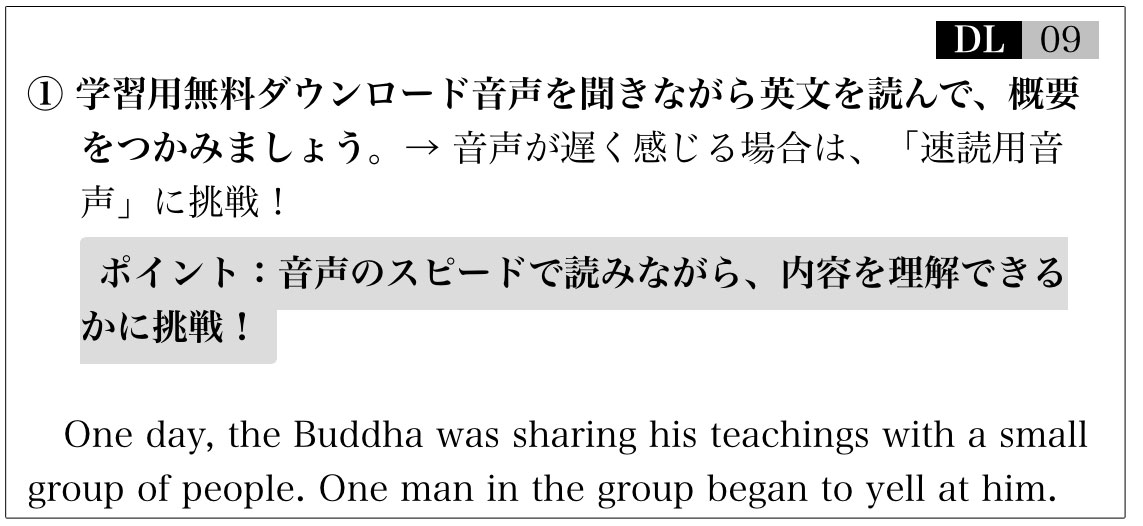 DL 09
① 学習用無料ダウンロード音声を聞きながら英文を読んで、概要
をつかみましょう。→ 音声が遅く感じる場合は、「速読用音
声」に挑戦！
ポイント：音声のスピードで読みながら、内容を理解できる
かに挑戦！
One day, the Buddha was sharing his teachings with a small
group of people. One man in the group began to yell at him.